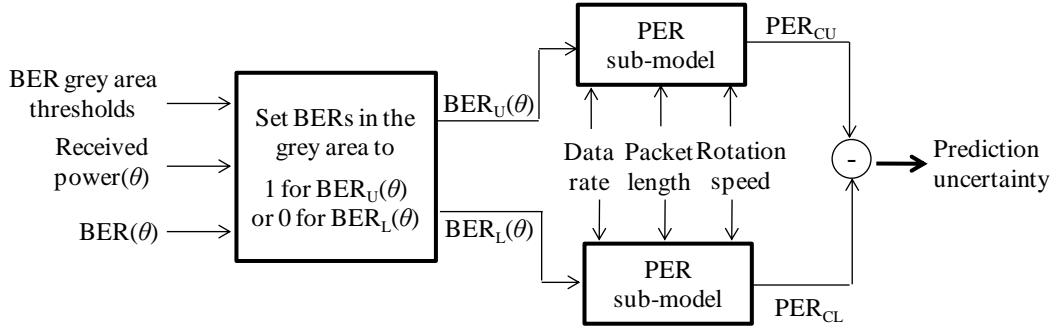 BER grey area
thresholds
Received
power(θ)
BER(θ)
Set BERs in the
grey area to
1 for BER_U(θ)
or 0 for BER_L(θ)
BER_U(θ)
BER_L(θ)
PER
sub-model
Data
rate
Packet
length
Rotation
speed
PER
sub-model
PER_CU
PER_CL
-
Prediction
uncertainty